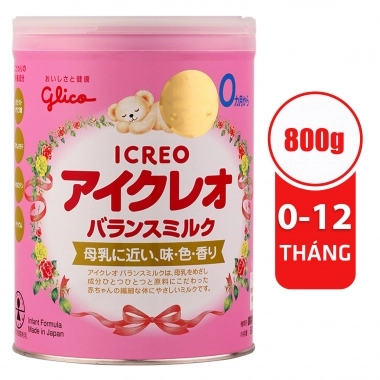 おいしさと健康
glico
0
カ月から
ICREO
アイクレオ
バランスミルク
母乳に近い、味・色・香り
アイクレオ バランスミルクは、母乳をめざし
成分ひとつひとつと原料にこだわった
赤ちゃんの繊細な体にやさしいミルクです。
Infant Formula
Made in Japan
800g
0-12
THÁNG